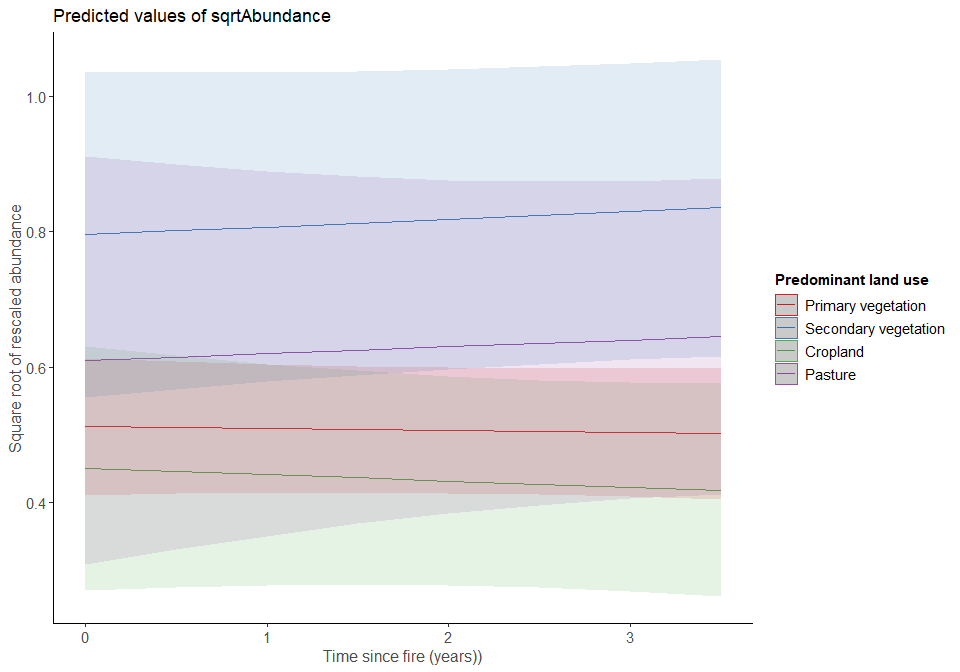 Predicted values of sqrtAbundance
Square root of rescaled abundance
1.0
0.8
0.6
0.4
0
1
2
3
Time since fire (years))
Predominant land use
Primary vegetation
Secondary vegetation
Cropland
Pasture